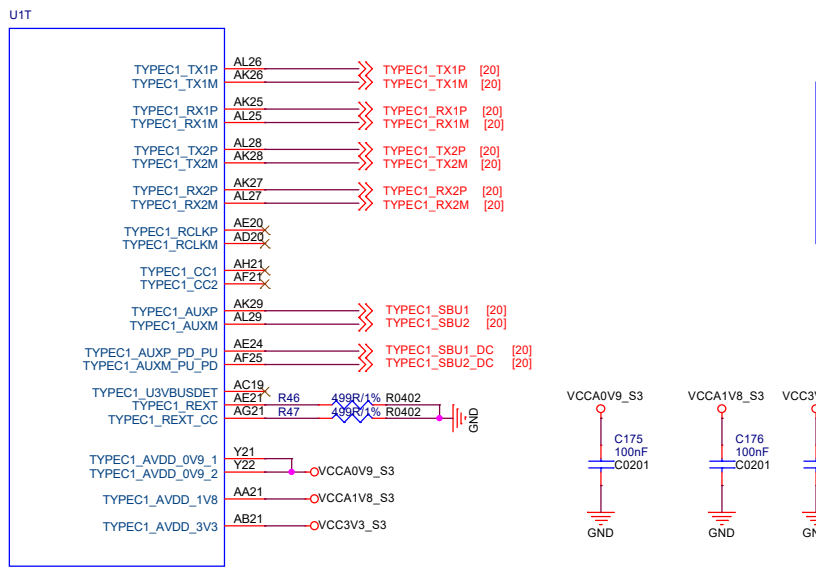 U1T
TYPEC1_TX1P AL26 TYPEC1_TX1P [20]
TYPEC1_TX1M AK26 TYPEC1_TX1M [20]
TYPEC1_RX1P AK25 TYPEC1_RX1P [20]
TYPEC1_RX1M AL25 TYPEC1_RX1M [20]
TYPEC1_TX2P AL28 TYPEC1_TX2P [20]
TYPEC1_TX2M AK28 TYPEC1_TX2M [20]
TYPEC1_RX2P AK27 TYPEC1_RX2P [20]
TYPEC1_RX2M AL27 TYPEC1_RX2M [20]
TYPEC1_RCLKP AE20
TYPEC1_RCLKM AD20
TYPEC1_CC1 AH21
TYPEC1_CC2 AF21
TYPEC1_AUXP AK29 TYPEC1_SBU1 [20]
TYPEC1_AUXM AL29 TYPEC1_SBU2 [20]
TYPEC1_AUXP_PD_PU AE24 TYPEC1_SBU1_DC [20]
TYPEC1_AUXM_PU_PD AF25 TYPEC1_SBU2_DC [20]
TYPEC1_U3VBUSDET AC19
TYPEC1_REXT AE21 R46 499R/1% R0402
TYPEC1_REXT_CC AG21 R47 499R/1% R0402
GND
TYPEC1_AVDD_0V9_1 Y21
TYPEC1_AVDD_0V9_2 Y22 VCCA0V9_S3
TYPEC1_AVDD_1V8 AA21 VCCA1V8_S3
TYPEC1_AVDD_3V3 AB21 VCC3V3_S3
VCCA0V9_S3 VCCA1V8_S3
C175 C176
100nF 100nF
C0201 C0201
GND GND